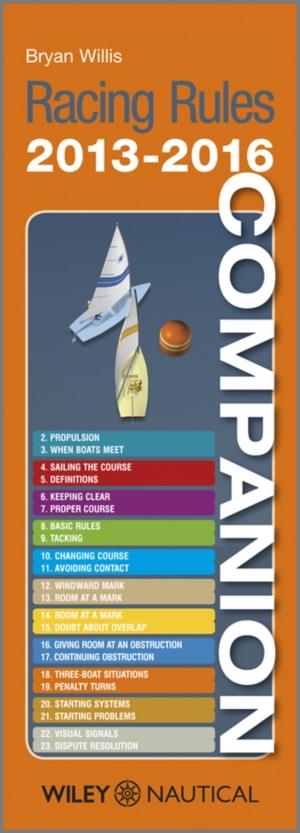 Bryan Willis
Racing Rules
2013-2016
COMPANION
2. PROPULSION
3. WHEN BOATS MEET
4. SAILING THE COURSE
5. DEFINITIONS
6. KEEPING CLEAR
7. PROPER COURSE
8. BASIC RULES
9. TACKING
10. CHANGING COURSE
11. AVOIDING CONTACT
12. WINDWARD MARK
13. ROOM AT A MARK
14. ROOM AT A MARK
15. DOUBT ABOUT OVERLAP
16. GIVING ROOM AT AN OBSTRUCTION
17. CONTINUING OBSTRUCTION
18. THREE-BOAT SITUATIONS
19. PENALTY TURNS
20. STARTING SYSTEMS
21. STARTING PROBLEMS
22. VISUAL SIGNALS
23. DISPUTE RESOLUTION
WILEY NAUTICAL